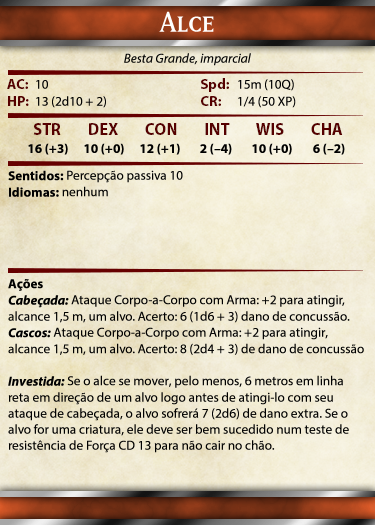 ALCE
Besta Grande, imparcial
AC: 10 Spd: 15m (10Q)
HP: 13 (2d10 + 2) CR: 1/4 (50 XP)
STR DEX CON INT WIS CHA
16 (+3) 10 (+0) 12 (+1) 2 (–4) 10 (+0) 6 (–2)
Sentidos: Percepção passiva 10
Idiomas: nenhum
Ações
Cabeçada: Ataque Corpo-a-Corpo com Arma: +2 para atingir,
alcance 1,5 m, um alvo. Acerto: 6 (1d6 + 3) dano de concussão.
Cascos: Ataque Corpo-a-Corpo com Arma: +2 para atingir,
alcance 1,5 m, um alvo. Acerto: 8 (2d4 + 3) de dano de concussão
Investida: Se o alce se mover, pelo menos, 6 metros em linha
reta em direção de um alvo logo antes de atingi-lo com seu
ataque de cabeçada, o alvo sofrerá 7 (2d6) de dano extra. Se o
alvo for uma criatura, ele deve ser bem sucedido num teste de
resistência de Força CD 13 para não cair no chão.